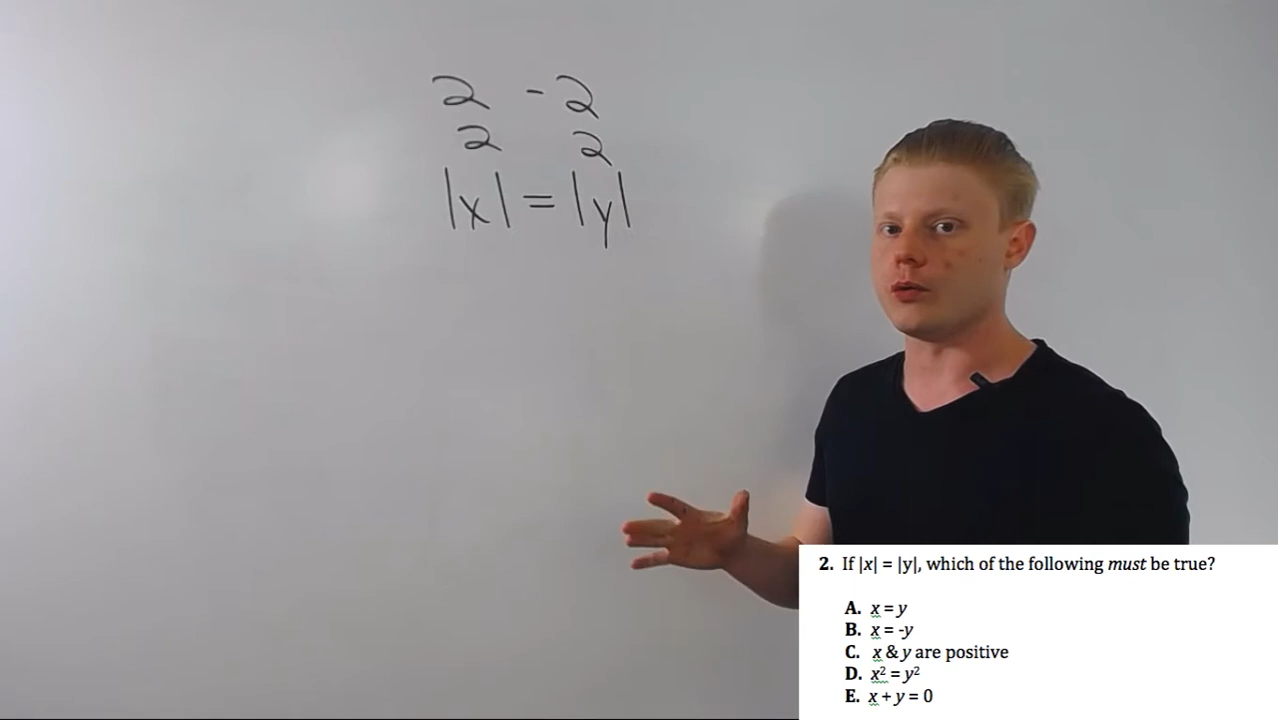 2 -2
2 2
|x| = |y|
2. If |x| = |y|, which of the following must be true?
A. x = y
B. x = -y
C. x & y are positive
D. x² = y²
E. x + y = 0